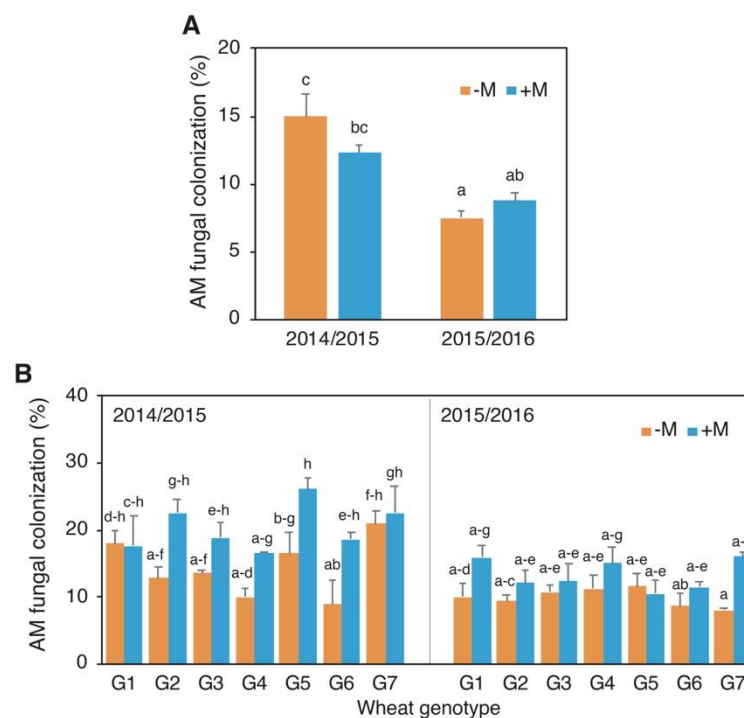 A
AM fungal colonization (%)
20
15
10
5
0
-M +M
c
bc
a
ab
2014/2015 2015/2016
B
AM fungal colonization (%)
40
30
20
10
0
2014/2015 2015/2016
-M +M
d-h c-h a-f g-h a-f e-h a-d a-g b-g h ab e-h f-h gh
a-d a-g a-c a-e a-e a-e a-e a-g a-e a-e ab a-e a
G1 G2 G3 G4 G5 G6 G7 G1 G2 G3 G4 G5 G6 G7
Wheat genotype